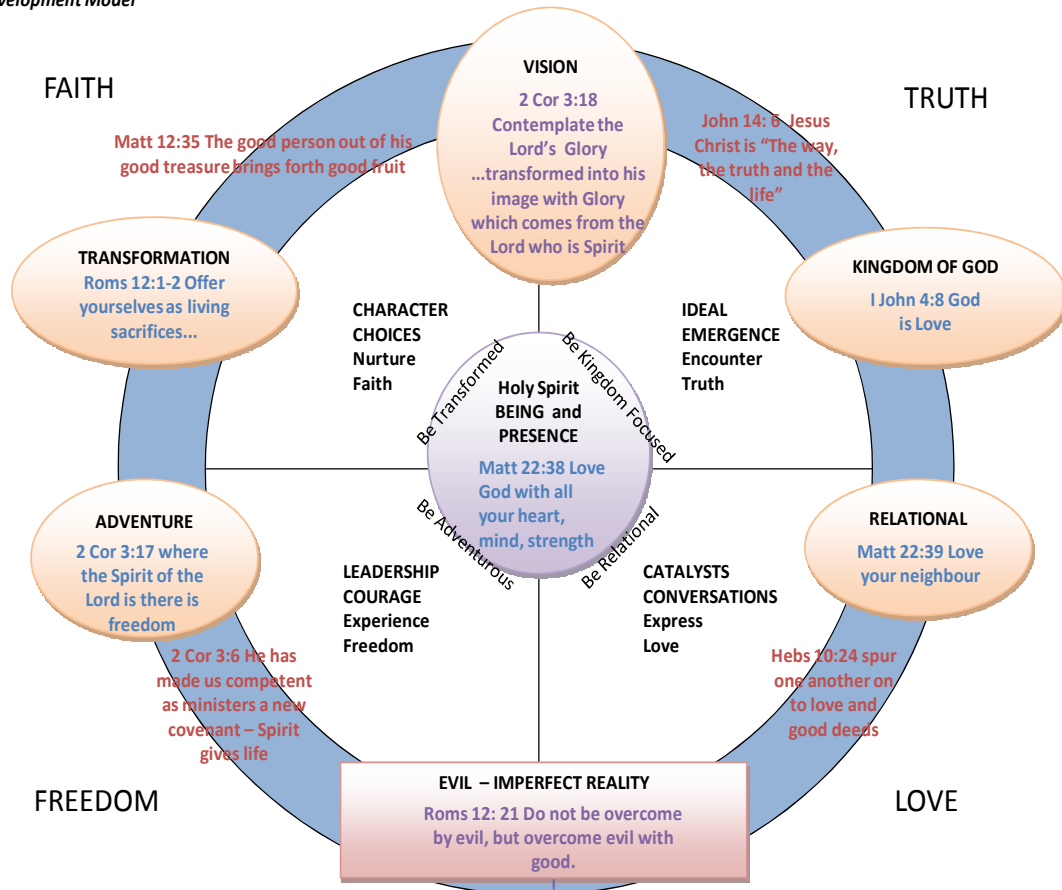 Development Model
FAITH
TRUTH
VISION
2 Cor 3:18
Contemplate the
Lord's Glory
...transformed into his
image with Glory
which comes from the
Lord who is Spirit
Matt 12:35 The good person out of his
good treasure brings forth good fruit
John 14: 6 Jesus
Christ is "The way,
the truth and the
life"
TRANSFORMATION
Roms 12:1-2 Offer
yourselves as living
sacrifices...
KINGDOM OF GOD
I John 4:8 God
is Love
CHARACTER
CHOICES
Nurture
Faith
IDEAL
EMERGENCE
Encounter
Truth
Be Transformed
Be Kingdom Focused
Holy Spirit
BEING and
PRESENCE
Matt 22:38 Love
God with all
your heart,
mind, strength
Be Adventurous
Be Relational
ADVENTURE
2 Cor 3:17 where
the Spirit of the
Lord is there is
freedom
RELATIONAL
Matt 22:39 Love
your neighbour
LEADERSHIP
COURAGE
Experience
Freedom
CATALYSTS
CONVERSATIONS
Express
Love
2 Cor 3:6 He has
made us competent
as ministers a new
covenant – Spirit
gives life
Hebs 10:24 spur
one another on
to love and
good deeds
FREEDOM
LOVE
EVIL – IMPERFECT REALITY
Roms 12: 21 Do not be overcome
by evil, but overcome evil with
good.